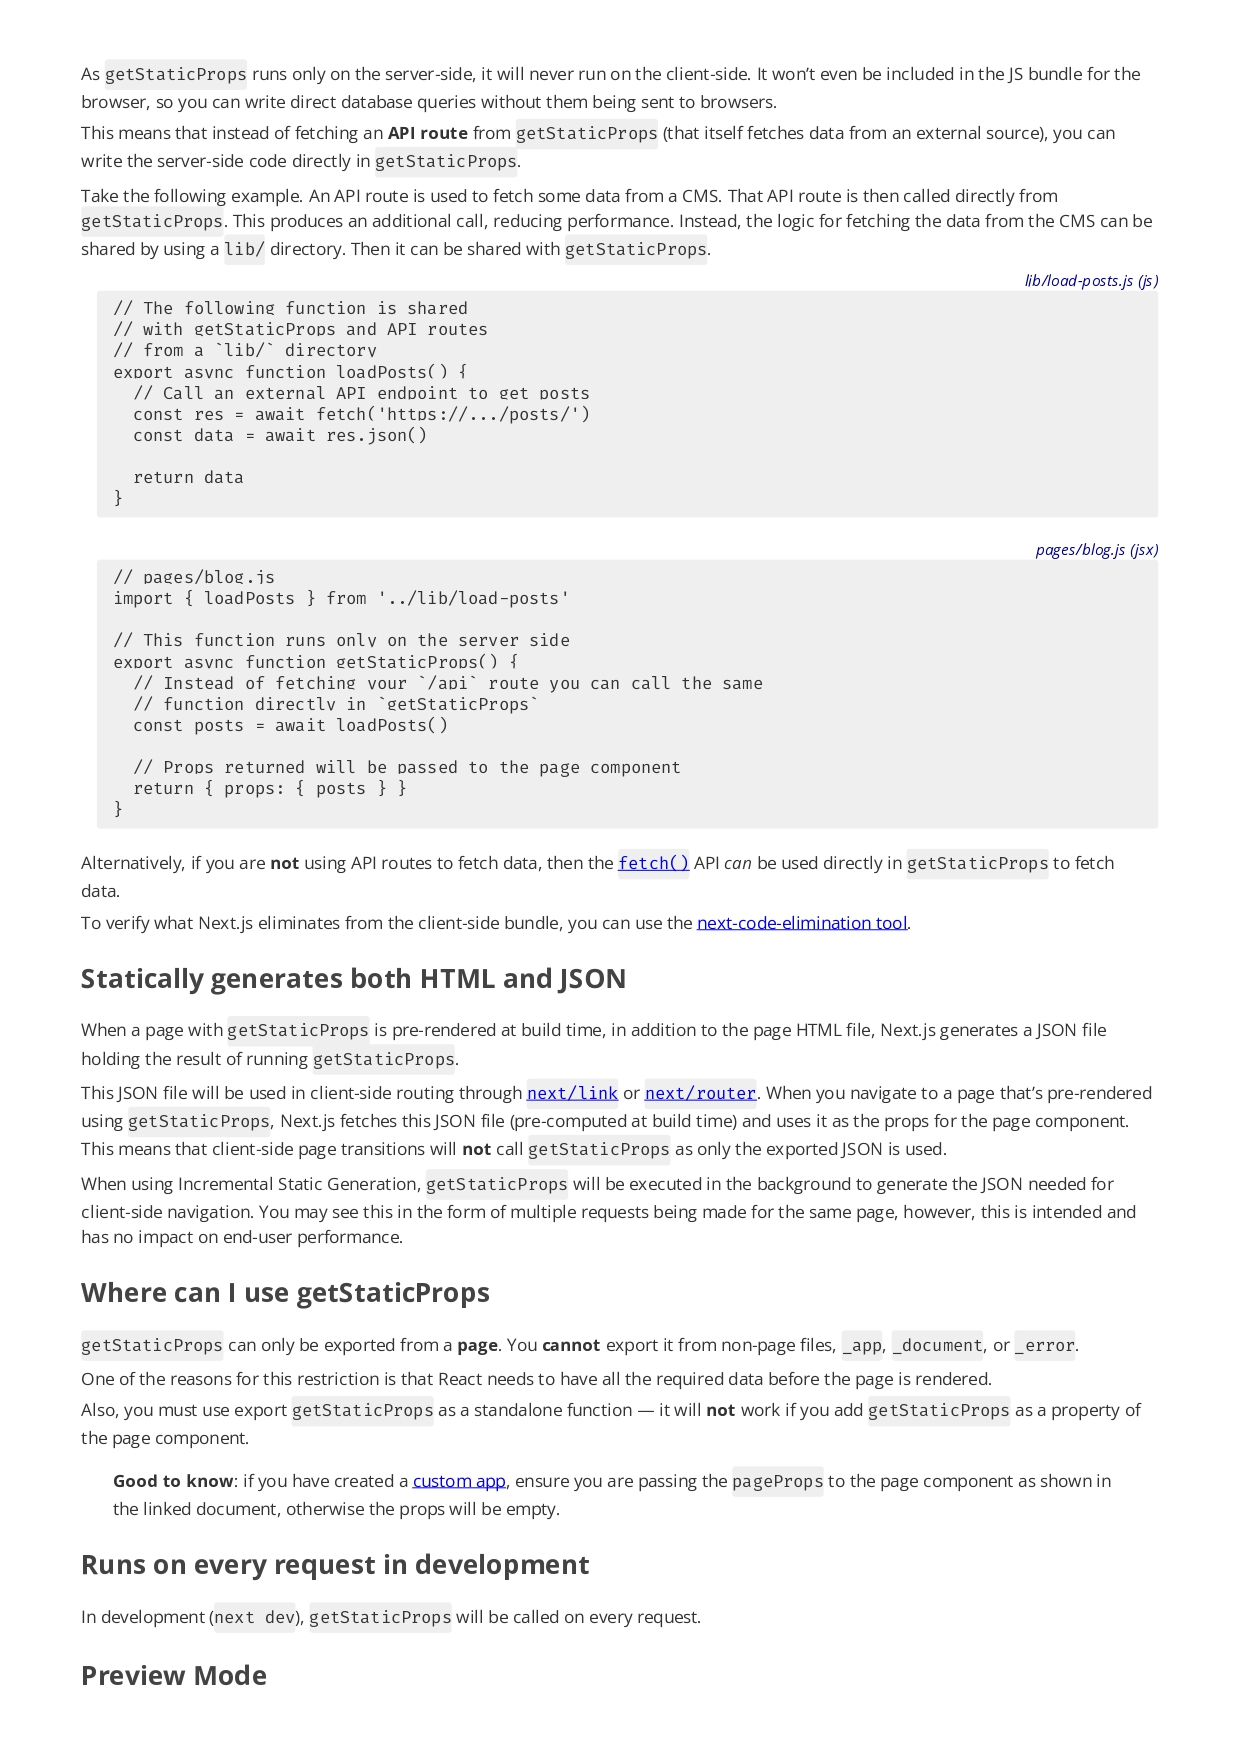 As getStaticProps runs only on the server-side, it will never run on the client-side. It won’t even be included in the JS bundle for the
browser, so you can write direct database queries without them being sent to browsers.
This means that instead of fetching an API route from getStaticProps (that itself fetches data from an external source), you can
write the server-side code directly in getStaticProps.
Take the following example. An API route is used to fetch some data from a CMS. That API route is then called directly from
getStaticProps. This produces an additional call, reducing performance. Instead, the logic for fetching the data from the CMS can be
shared by using a lib/ directory. Then it can be shared with getStaticProps.
lib/load-posts.js (js)
// The following function is shared
// with getStaticProps and API routes
// from a `lib/` directory
export async function loadPosts() {
  // Call an external API endpoint to get posts
  const res = await fetch('https://.../posts/')
  const data = await res.json()
  return data
}
pages/blog.js (jsx)
// pages/blog.js
import { loadPosts } from '../lib/load-posts'
// This function runs only on the server side
export async function getStaticProps() {
  // Instead of fetching your `/api` route you can call the same
  // function directly in `getStaticProps`
  const posts = await loadPosts()
  // Props returned will be passed to the page component
  return { props: { posts } }
}
Alternatively, if you are not using API routes to fetch data, then the fetch() API can be used directly in getStaticProps to fetch
data.
To verify what Next.js eliminates from the client-side bundle, you can use the next-code-elimination tool.
Statically generates both HTML and JSON
When a page with getStaticProps is pre-rendered at build time, in addition to the page HTML file, Next.js generates a JSON file
holding the result of running getStaticProps.
This JSON file will be used in client-side routing through next/link or next/router. When you navigate to a page that’s pre-rendered
using getStaticProps, Next.js fetches this JSON file (pre-computed at build time) and uses it as the props for the page component.
This means that client-side page transitions will not call getStaticProps as only the exported JSON is used.
When using Incremental Static Generation, getStaticProps will be executed in the background to generate the JSON needed for
client-side navigation. You may see this in the form of multiple requests being made for the same page, however, this is intended and
has no impact on end-user performance.
Where can I use getStaticProps
getStaticProps can only be exported from a page. You cannot export it from non-page files, _app, _document, or _error.
One of the reasons for this restriction is that React needs to have all the required data before the page is rendered.
Also, you must use export getStaticProps as a standalone function — it will not work if you add getStaticProps as a property of
the page component.
Good to know: if you have created a custom app, ensure you are passing the pageProps to the page component as shown in
the linked document, otherwise the props will be empty.
Runs on every request in development
In development (next dev), getStaticProps will be called on every request.
Preview Mode